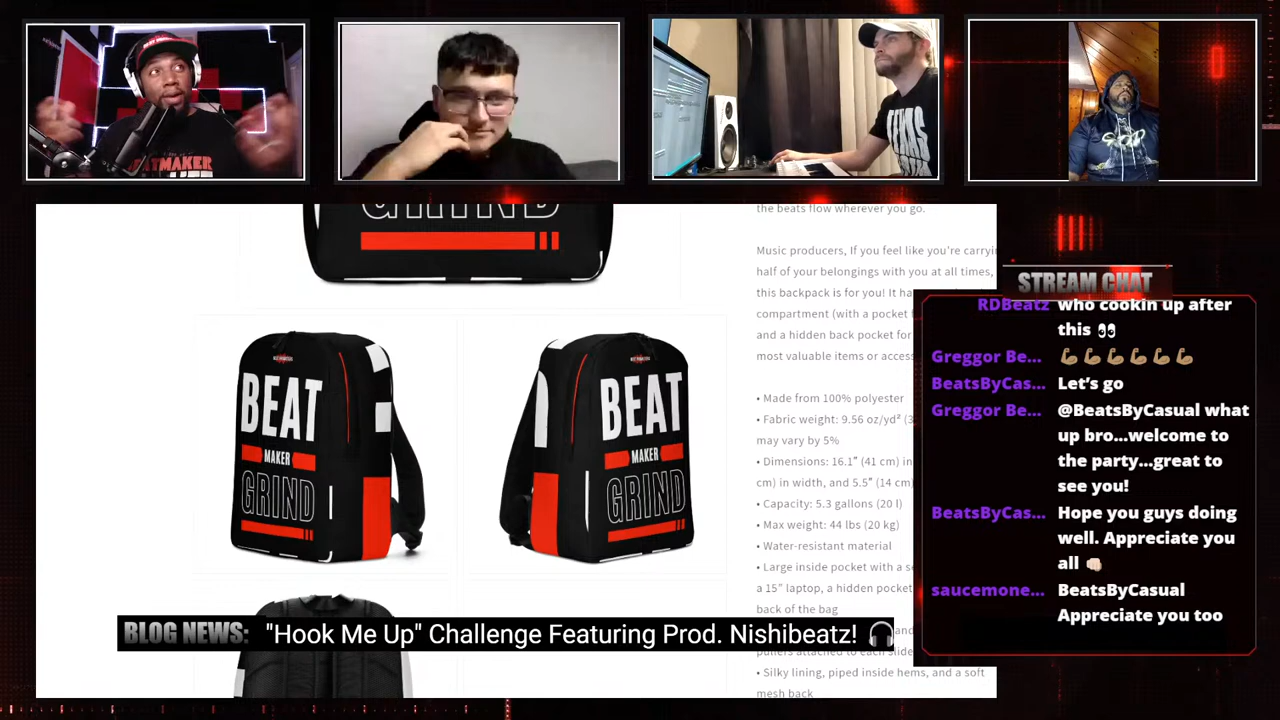 GRIND
the beats flow wherever you go.
Music producers, If you feel like you're
half of your belongings with you at all times,
this backpack is for you! It
compartment (with a pocket
and a hidden back pocket for
most valuable items or
• Made from 100% polyester
• Fabric weight: 9.56 oz/yd²
may vary by 5%
• Dimensions: 16.1″ (41 cm) in
cm) in width, and 5.5″ (14 cm)
• Capacity: 5.3 gallons (20 l)
• Max weight: 44 lbs (20 kg)
• Water-resistant material
• Large inside pocket with a
a 15” laptop, a hidden pocket
back of the bag
pullers attached to each
• Silky lining, piped inside hems, and a soft
mesh back
BEAT
MAKER
GRIND
BEAT
MAKER
GRIND
STREAM CHAT
RDBeatz who cookin up after
this 👀
Greggor Be... 💪🏽💪🏽💪🏽💪🏽💪🏽💪🏽
BeatsByCas... Let’s go
Greggor Be... @BeatsByCasual what
up bro...welcome to
the party...great to
see you!
BeatsByCas... Hope you guys doing
well. Appreciate you
all 👊🏻
saucemone... BeatsByCasual
Appreciate you too
BLOG NEWS: "Hook Me Up" Challenge Featuring Prod. Nishibeatz! 🎧